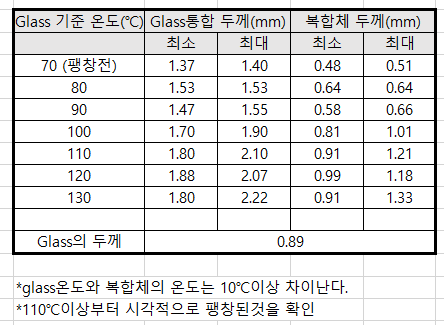 Glass 기준 온도(℃) Glass통합 두께(mm) 복합체 두께(mm)
최소 최대 최소 최대
70 (팽창전) 1.37 1.40 0.48 0.51
80 1.53 1.53 0.64 0.64
90 1.47 1.55 0.58 0.66
100 1.70 1.90 0.81 1.01
110 1.80 2.10 0.91 1.21
120 1.88 2.07 0.99 1.18
130 1.80 2.22 0.91 1.33
Glass의 두께 0.89
*glass온도와 복합체의 온도는 10℃이상 차이난다.
*110℃이상부터 시각적으로 팽창된것을 확인